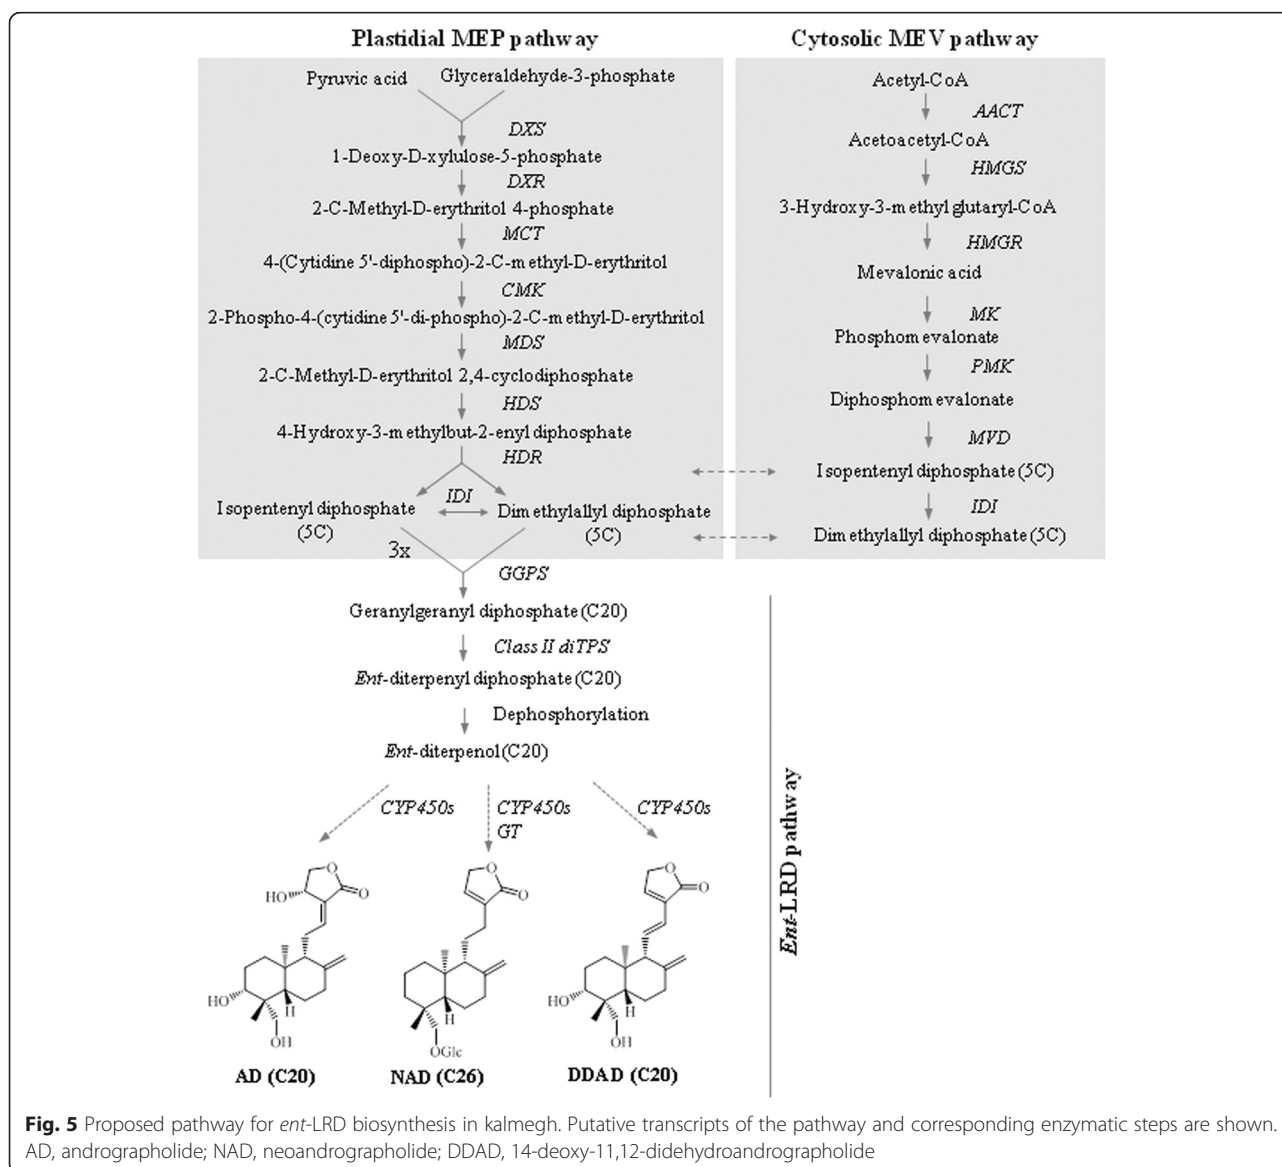 Plastidial MEP pathway
Pyruvic acid
Glyceraldehyde-3-phosphate
DXS
1-Deoxy-D-xylulose-5-phosphate
DXR
2-C-Methyl-D-erythritol 4-phosphate
MCT
4-(Cytidine 5'-diphospho)-2-C-methyl-D-erythritol
CMK
2-Phospho-4-(cytidine 5'-di-phospho)-2-C-methyl-D-erythritol
MDS
2-C-Methyl-D-erythritol 2,4-cyclodiphosphate
HDS
4-Hydroxy-3-methylbut-2-enyl diphosphate
HDR
Isopentenyl diphosphate
(5C)
IDI
Dimethylallyl diphosphate
(5C)
3x
Cytosolic MEV pathway
Acetyl-CoA
AACT
Acetoacetyl-CoA
HMGS
3-Hydroxy-3-methyl glutaryl-CoA
HMGR
Mevalonic acid
MK
Phosphomevalonate
PMK
Diphosphomevalonate
MVD
Isopentenyl diphosphate (5C)
IDI
Dimethylallyl diphosphate (5C)
GGPS
Geranylgeranyl diphosphate (C20)
Class II diTPS
Ent-diterpenyl diphosphate (C20)
Dephosphorylation
Ent-diterpenol (C20)
CYP450s
CYP450s
GT
CYP450s
Ent-LRD pathway
O
HO
O
HO
H
OH
AD (C20)
O
O
H
OGlc
NAD (C26)
O
O
HO
H
OH
DDAD (C20)
Fig. 5 Proposed pathway for ent-LRD biosynthesis in kalmegh. Putative transcripts of the pathway and corresponding enzymatic steps are shown.
AD, andrographolide; NAD, neoandrographolide; DDAD, 14-deoxy-11,12-didehydroandrographolide